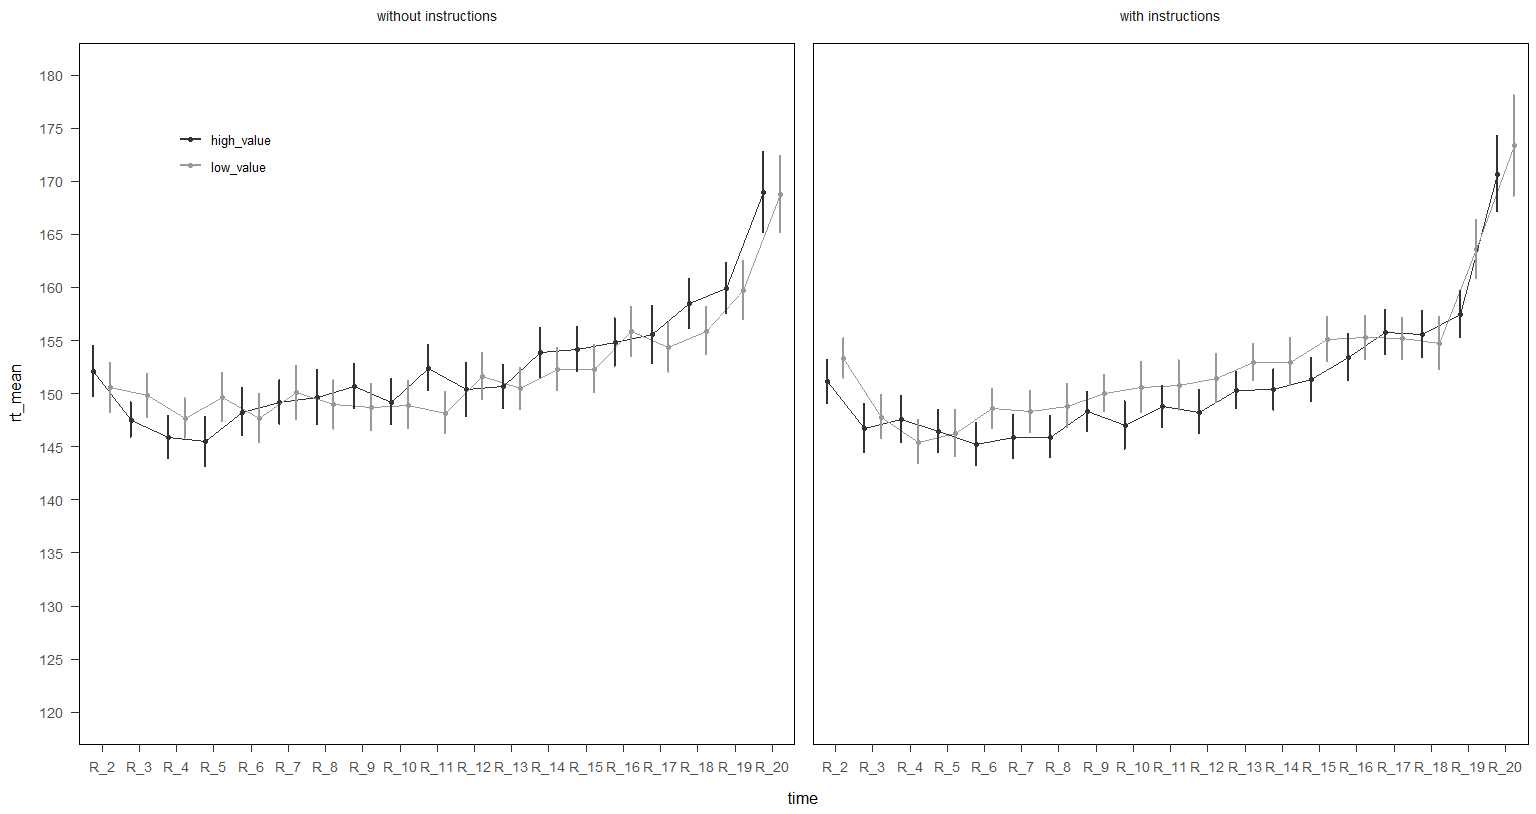 without instructions
with instructions
180
175
170
165
160
155
150
145
140
135
130
125
120
rt_mean
high_value
low_value
R_2 R_3 R_4 R_5 R_6 R_7 R_8 R_9 R_10 R_11 R_12 R_13 R_14 R_15 R_16 R_17 R_18 R_19 R_20
R_2 R_3 R_4 R_5 R_6 R_7 R_8 R_9 R_10 R_11 R_12 R_13 R_14 R_15 R_16 R_17 R_18 R_19 R_20
time